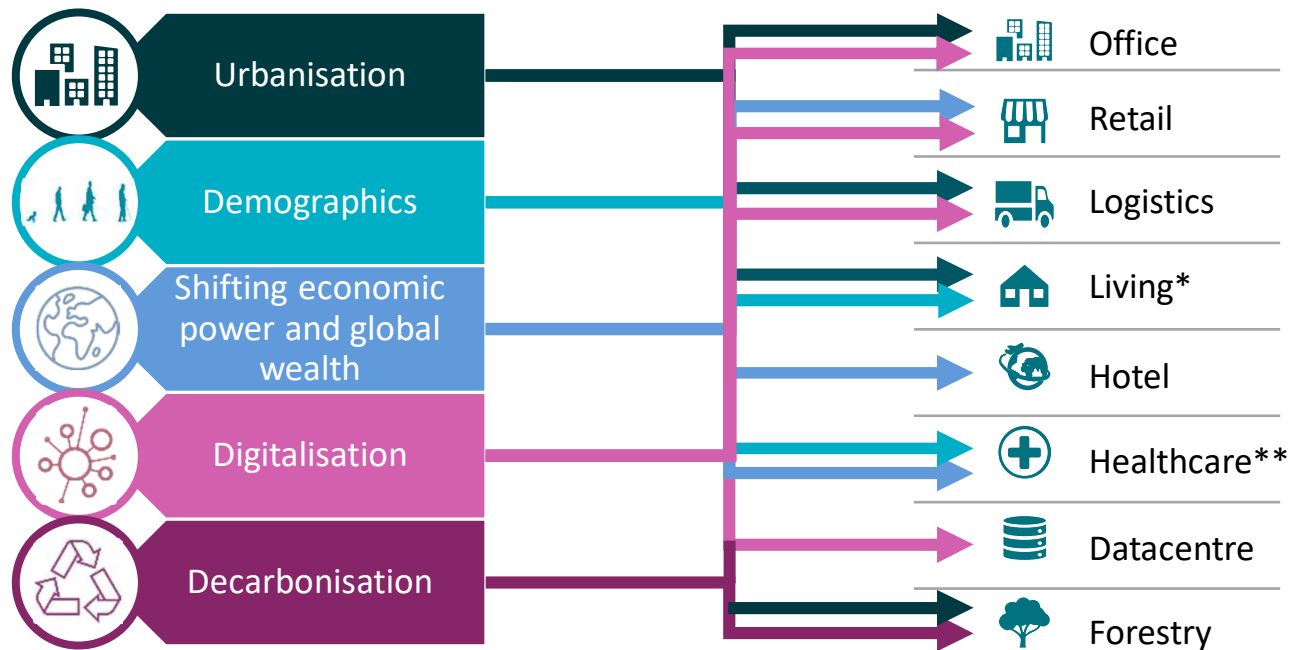 Urbanisation
Demographics
Shifting economic
power and global
wealth
Digitalisation
Decarbonisation
Office
Retail
Logistics
Living*
Hotel
Healthcare**
Datacentre
Forestry